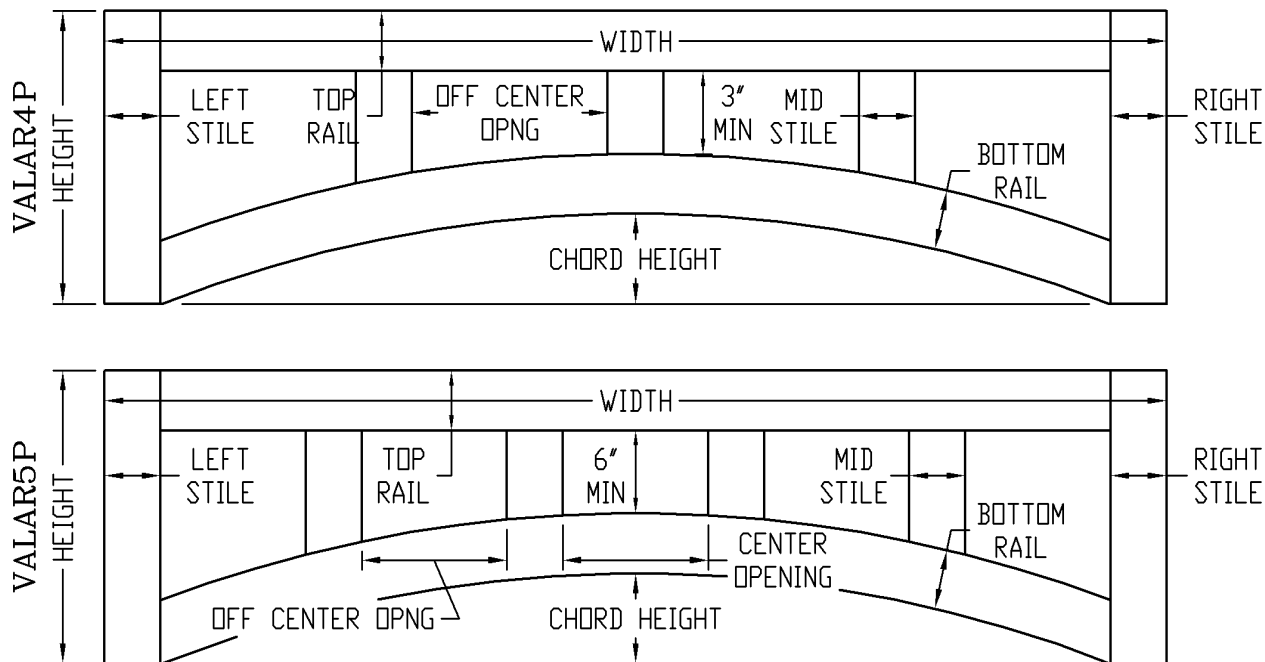 VALAR4P
HEIGHT
WIDTH
LEFT
STILE
TOP
RAIL
OFF CENTER
OPNG
3" MIN
MID
STILE
RIGHT
STILE
BOTTOM
RAIL
CHORD HEIGHT
VALAR5P
HEIGHT
WIDTH
LEFT
STILE
TOP
RAIL
6"
MIN
MID
STILE
RIGHT
STILE
BOTTOM
RAIL
CENTER
OPENING
OFF CENTER OPNG
CHORD HEIGHT